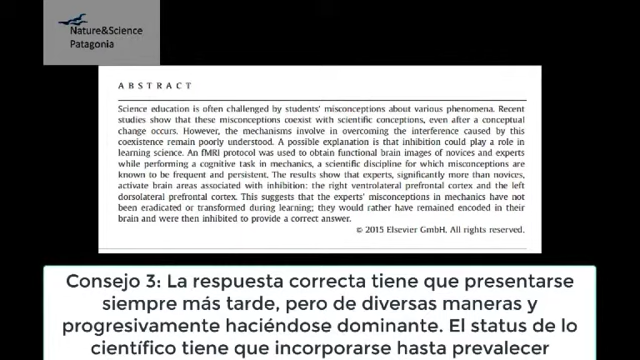 Nature&Science
Patagonia
ABSTRACT
Science education is often challenged by students' misconceptions about various phenomena. Recent
studies show that these misconceptions coexist with scientific conceptions, even after a conceptual
change occurs. However, the mechanisms involve in overcoming the interference caused by this
coexistence remain poorly understood. A possible explanation is that inhibition could play a role in
learning science. An fMRI protocol was used to obtain functional brain images of novices and experts
while performing a cognitive task in mechanics, a scientific discipline for which misconceptions are
known to be frequent and persistent. The results show that experts, significantly more than novices,
activate brain areas associated with inhibition: the right ventrolateral prefrontal cortex and the left
dorsolateral prefrontal cortex. This suggests that the experts' misconceptions in mechanics have not
been eradicated or transformed during learning; they would rather have remained encoded in their
brain and were then inhibited to provide a correct answer.
© 2015 Elsevier GmbH. All rights reserved.
Consejo 3: La respuesta correcta tiene que presentarse
siempre más tarde, pero de diversas maneras y
progresivamente haciéndose dominante. El status de lo
científico tiene que incorporarse hasta prevalecer